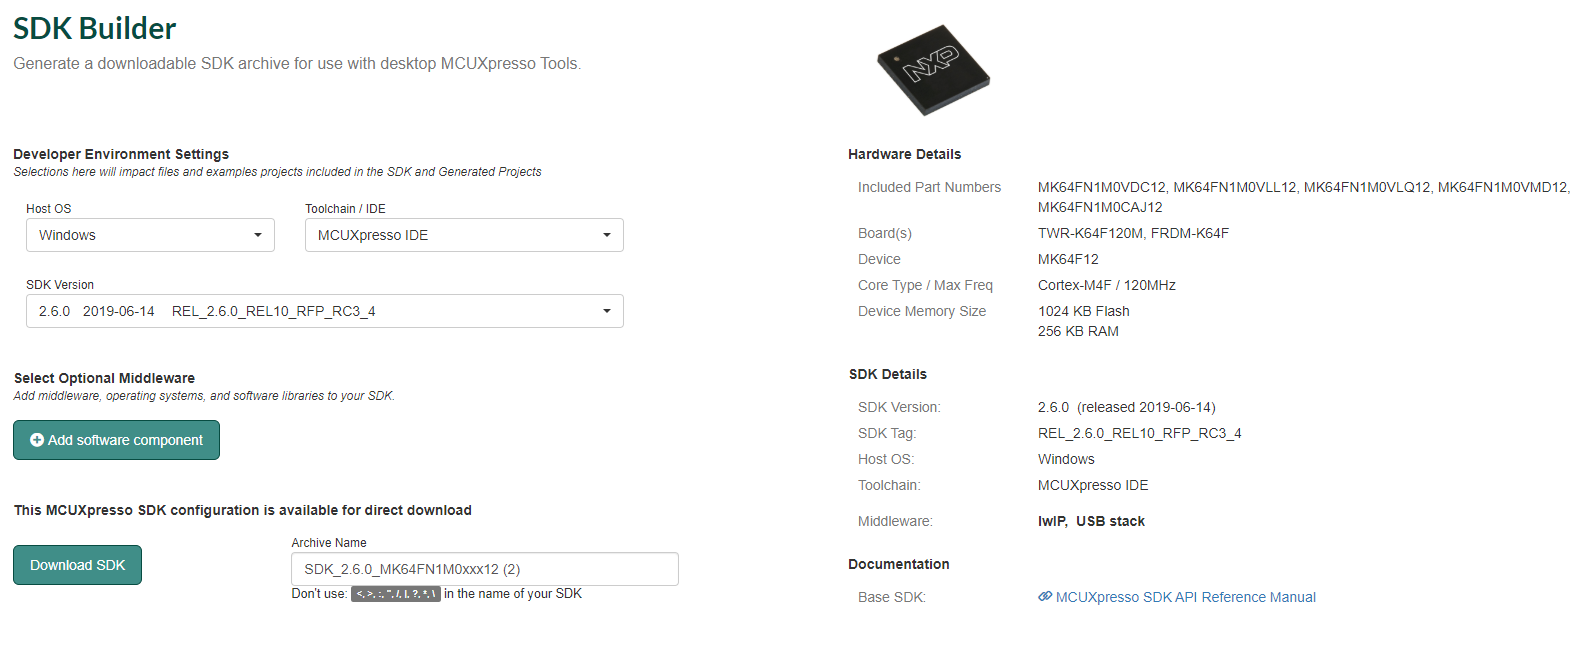 SDK Builder
Generate a downloadable SDK archive for use with desktop MCUXpresso Tools.
NXP
Developer Environment Settings
Selections here will impact files and examples projects included in the SDK and Generated Projects
Host OS
Toolchain / IDE
Windows
MCUXpresso IDE
SDK Version
2.6.0 2019-06-14 REL_2.6.0_REL10_RFP_RC3_4
Select Optional Middleware
Add middleware, operating systems, and software libraries to your SDK.
Add software component
This MCUXpresso SDK configuration is available for direct download
Download SDK
Archive Name
SDK_2.6.0_MK64FN1M0xxx12 (2)
Don't use: <, >, :, ", /, |, ?, *, \ in the name of your SDK
Hardware Details
Included Part Numbers
MK64FN1M0VDC12, MK64FN1M0VLL12, MK64FN1M0VLQ12, MK64FN1M0VMD12,
MK64FN1M0CAJ12
Board(s)
TWR-K64F120M, FRDM-K64F
Device
MK64F12
Core Type / Max Freq
Cortex-M4F / 120MHz
Device Memory Size
1024 KB Flash
256 KB RAM
SDK Details
SDK Version:
2.6.0 (released 2019-06-14)
SDK Tag:
REL_2.6.0_REL10_RFP_RC3_4
Host OS:
Windows
Toolchain:
MCUXpresso IDE
Middleware:
lwIP, USB stack
Documentation
Base SDK:
MCUXpresso SDK API Reference Manual